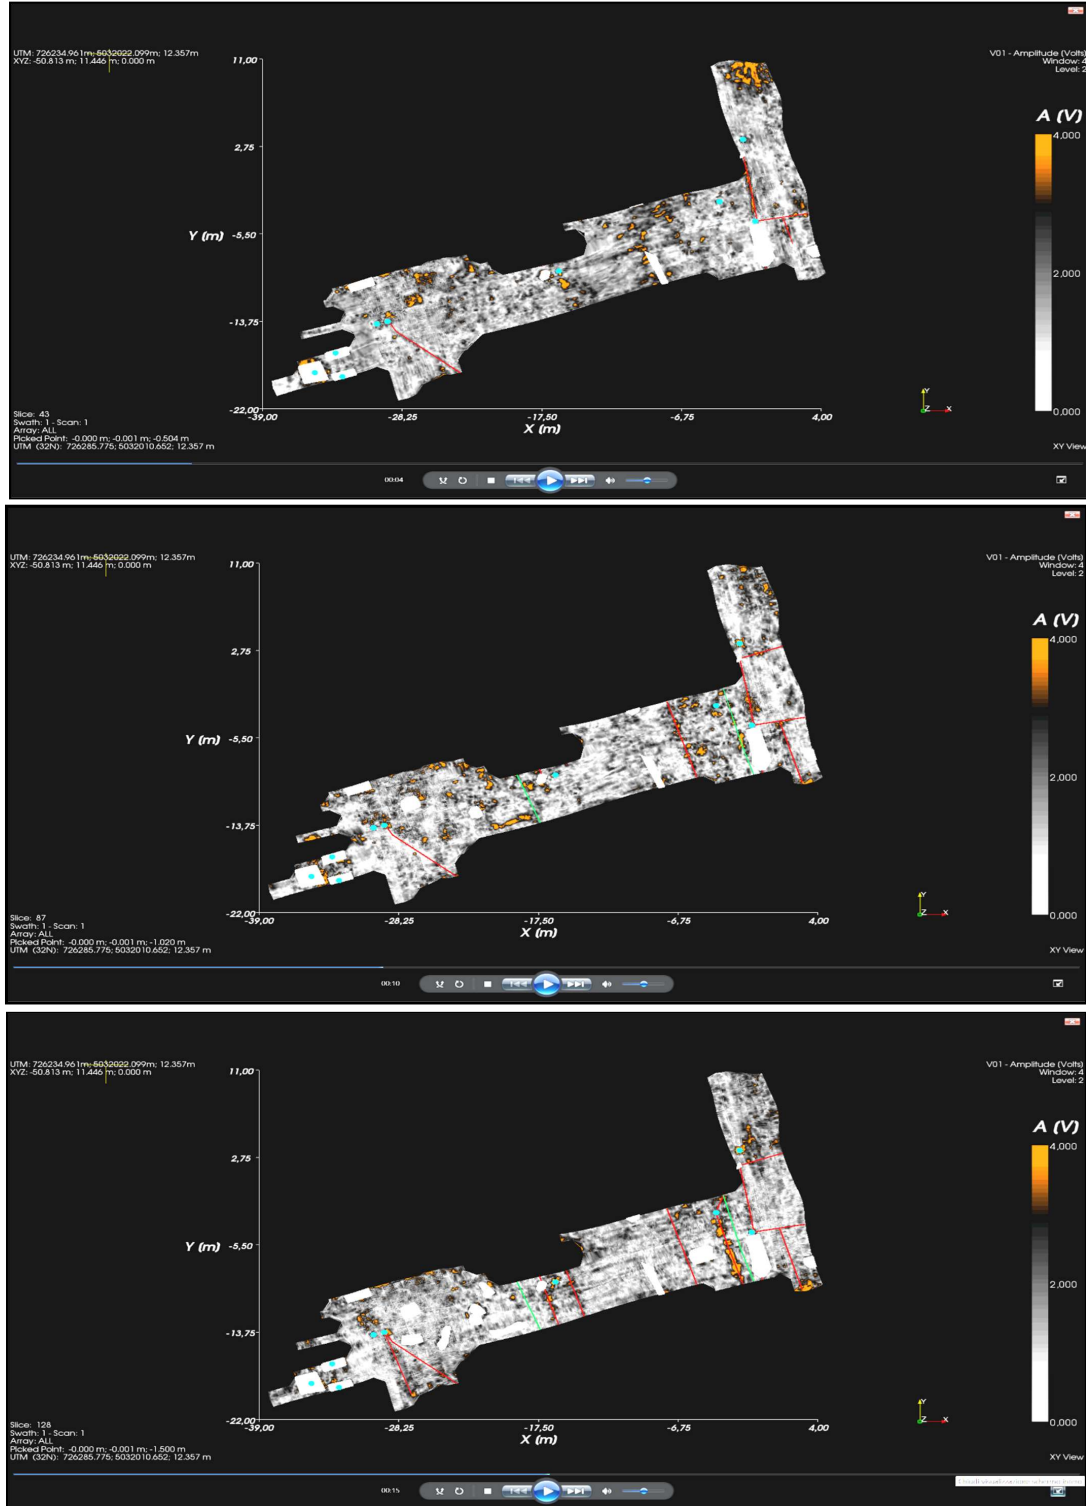 UTM: 726234.961m; 5032022.099m; 12.357m
XYZ: -50.813 m; 11.446 m; 0.000 m
V01 - Amplitude (Volts)
Window: 4
Level: 2
A (V)
4,000
2,000
0,000
11,00
2,75
Y (m) -5,50
-13,75
-22,00
-39,00 -28,25 -17,50 -6,75 4,00
X (m)
Y
Z X
Slice: 43
Swath: 1 - Scan: 1
Array: ALL
Picked Point: -0.000 m; -0.001 m; -0.504 m
UTM (32N): 726285.775; 5032010.652; 12.357 m
XY View
00:04
UTM: 726234.961m; 5032022.099m; 12.357m
XYZ: -50.813 m; 11.446 m; 0.000 m
V01 - Amplitude (Volts)
Window: 4
Level: 2
A (V)
4,000
2,000
0,000
11,00
2,75
Y (m) -5,50
-13,75
-22,00
-39,00 -28,25 -17,50 -6,75 4,00
X (m)
Y
Z X
Slice: 87
Swath: 1 - Scan: 1
Array: ALL
Picked Point: -0.000 m; -0.001 m; -1.020 m
UTM (32N): 726285.775; 5032010.652; 12.357 m
XY View
00:10
UTM: 726234.961m; 5032022.099m; 12.357m
XYZ: -50.813 m; 11.446 m; 0.000 m
V01 - Amplitude (Volts)
Window: 4
Level: 2
A (V)
4,000
2,000
0,000
11,00
2,75
Y (m) -5,50
-13,75
-22,00
-39,00 -28,25 -17,50 -6,75 4,00
X (m)
Y
Z X
Slice: 128
Swath: 1 - Scan: 1
Array: ALL
Picked Point: -0.000 m; -0.001 m; -1.500 m
UTM (32N): 726285.775; 5032010.652; 12.357 m
XY View
00:15